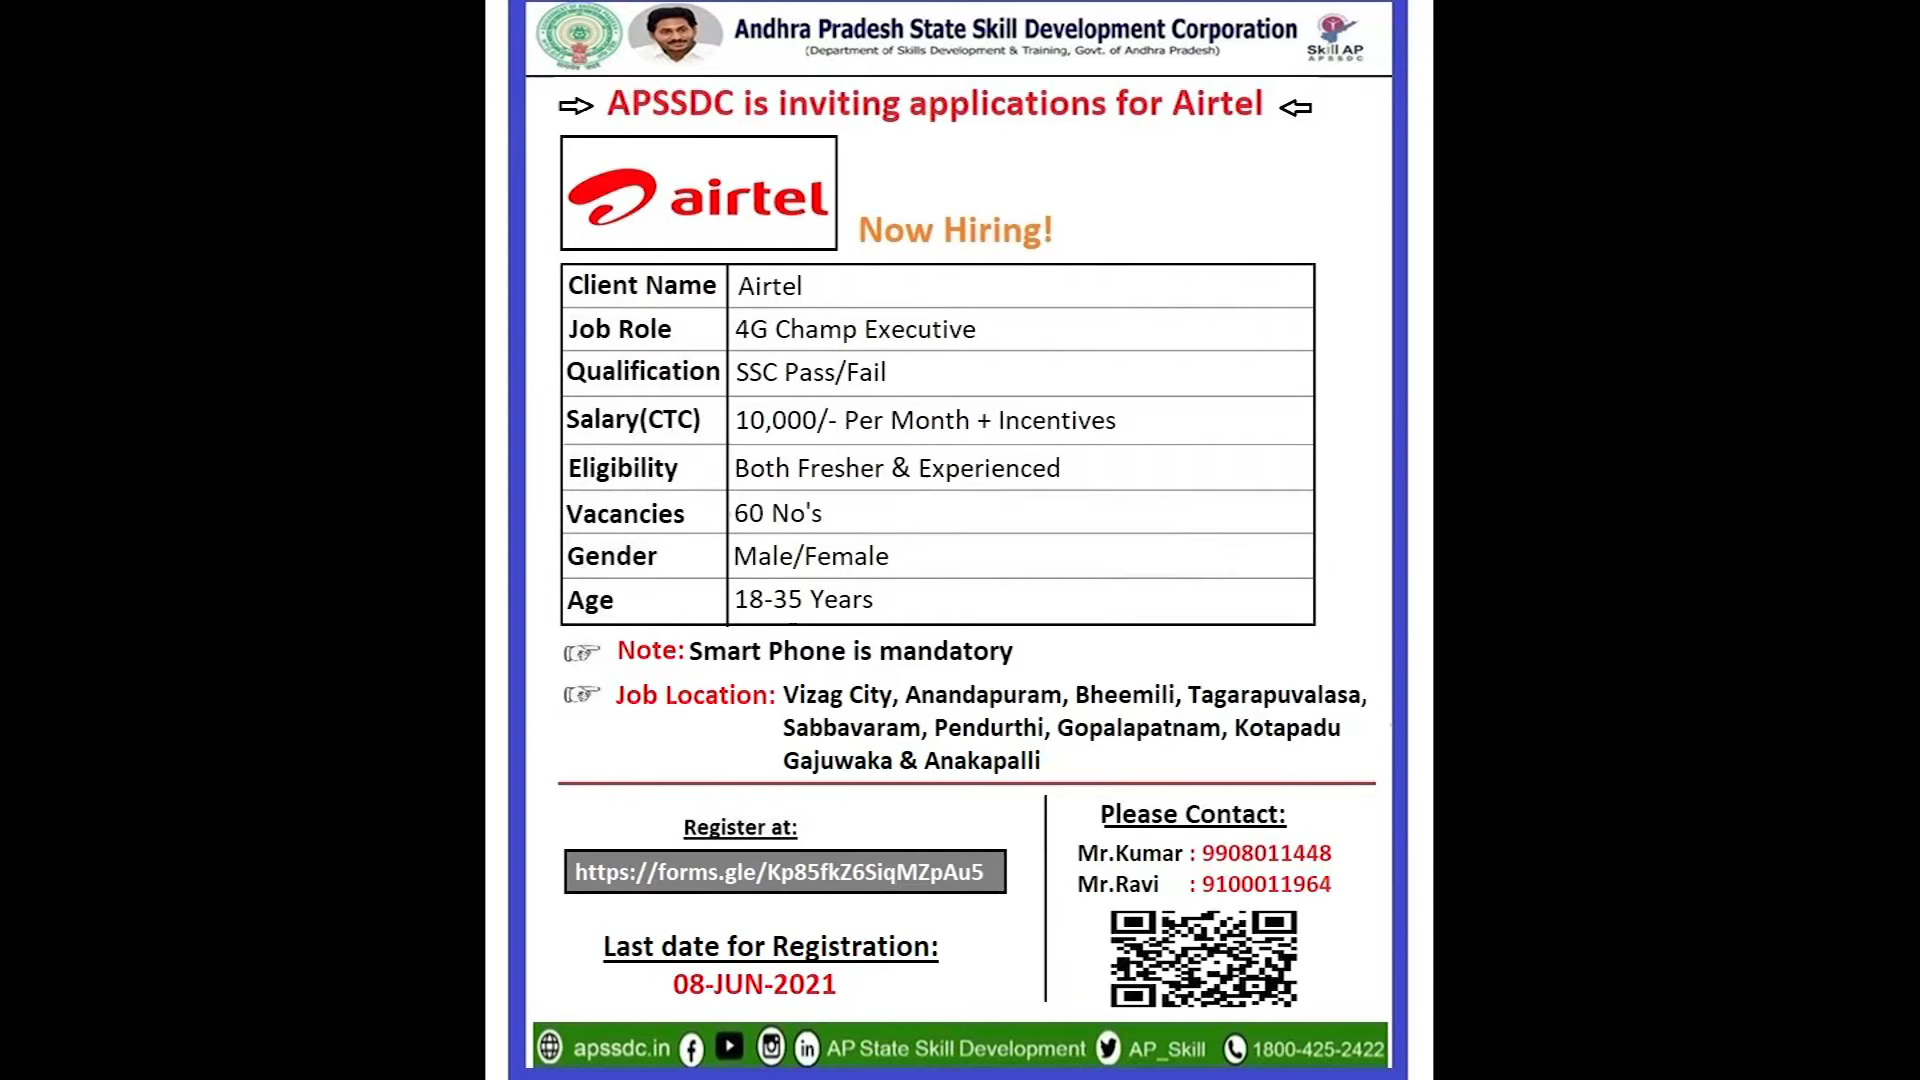 Andhra Pradesh State Skill Development Corporation
(Department of Skills Development & Training, Govt. of Andhra Pradesh)
Skill AP
APSSDC
APSSDC is inviting applications for Airtel
airtel
Now Hiring!
Client Name Airtel
Job Role 4G Champ Executive
Qualification SSC Pass/Fail
Salary(CTC) 10,000/- Per Month + Incentives
Eligibility Both Fresher & Experienced
Vacancies 60 No's
Gender Male/Female
Age 18-35 Years
Note: Smart Phone is mandatory
Job Location: Vizag City, Anandapuram, Bheemili, Tagarapuvalasa,
Sabbavaram, Pendurthi, Gopalapatnam, Kotapadu
Gajuwaka & Anakapalli
Register at:
https://forms.gle/Kp85fkZ6SiqMZpAu5
Last date for Registration:
08-JUN-2021
Please Contact:
Mr.Kumar : 9908011448
Mr.Ravi : 9100011964
apssdc.in AP State Skill Development AP_Skill 1800-425-2422